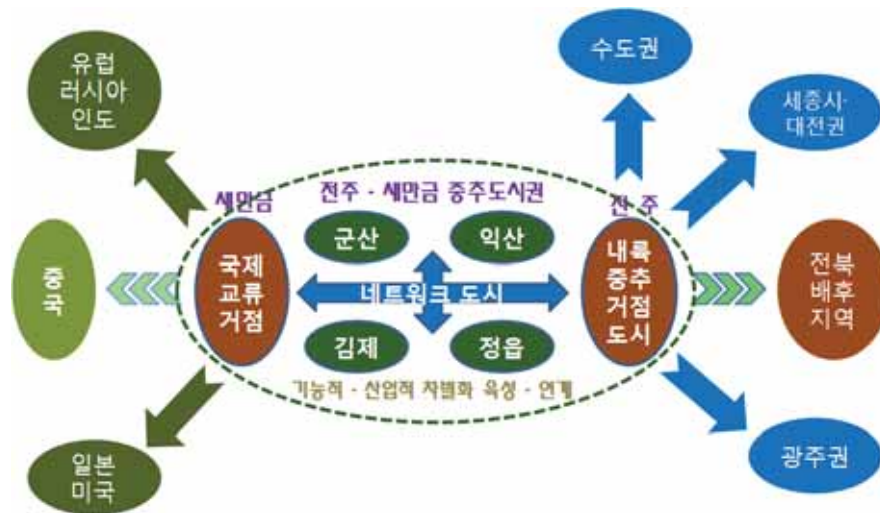 유럽
러시아
인도
수도권
세종시·
대전권
새만금
전주 - 새만금 중추도시권
전 주
군산
익산
중
국
국제
교류
거점
네트워크 도시
내륙
중추
거점
도시
전북
배후
지역
김제
정읍
기능적 - 산업적 차별화 육성 - 연계
일본
미국
광주권